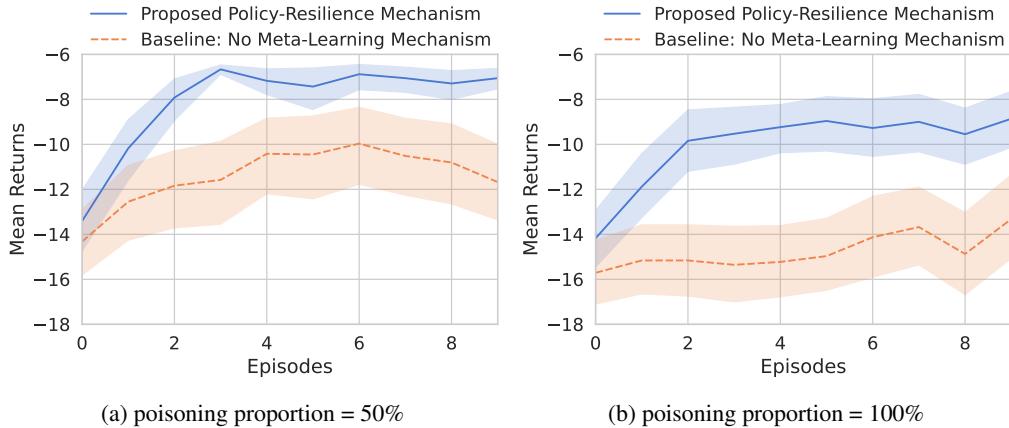 Proposed Policy-Resilience Mechanism
Baseline: No Meta-Learning Mechanism
−6
−8
−10
−12
−14
−16
−18
Mean Returns
0 2 4 6 8
Episodes
(a) poisoning proportion = 50%
Proposed Policy-Resilience Mechanism
Baseline: No Meta-Learning Mechanism
−6
−8
−10
−12
−14
−16
−18
Mean Returns
0 2 4 6 8
Episodes
(b) poisoning proportion = 100%